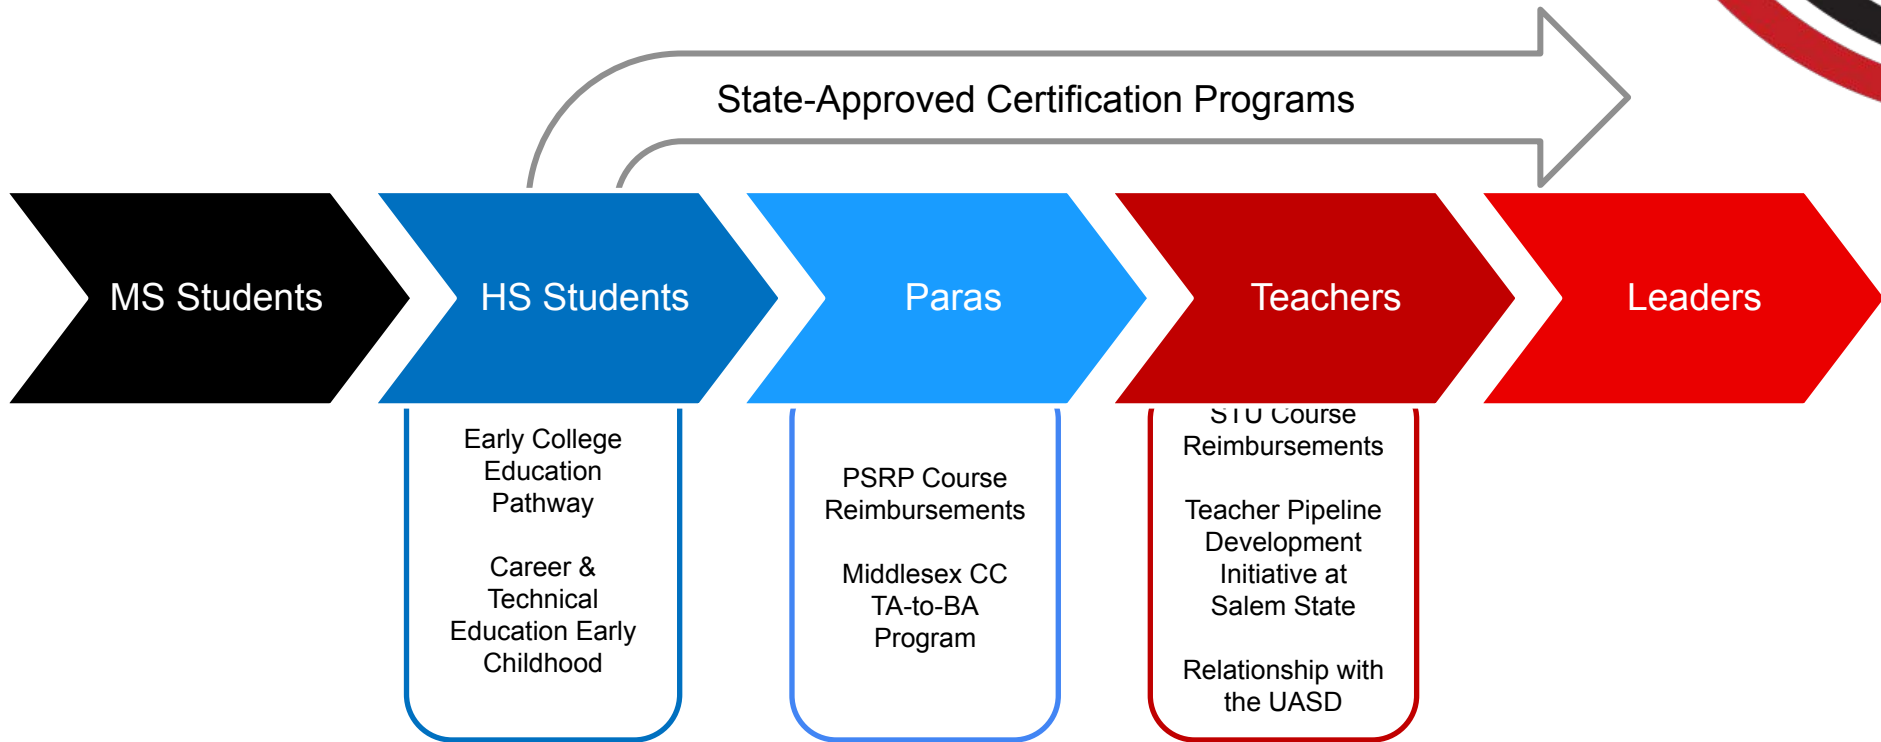 State-Approved Certification Programs
MS Students
HS Students
Paras
Teachers
Leaders
Early College
Education
Pathway
Career &
Technical
Education Early
Childhood
PSRP Course
Reimbursements
Middlesex CC
TA-to-BA
Program
STU Course
Reimbursements
Teacher Pipeline
Development
Initiative at
Salem State
Relationship with
the UASD